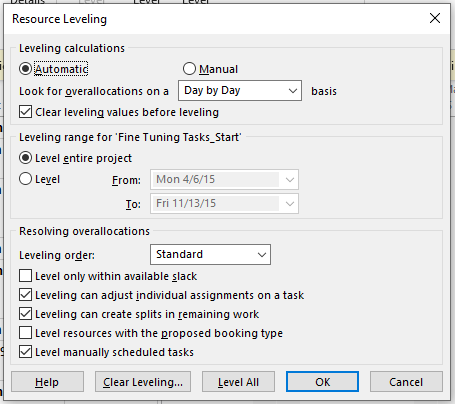 Resource Leveling
Leveling calculations
Automatic Manual
Look for overallocations on a Day by Day basis
Clear leveling values before leveling
Leveling range for 'Fine Tuning Tasks_Start'
Level entire project
Level From: Mon 4/6/15
To: Fri 11/13/15
Resolving overallocations
Leveling order: Standard
Level only within available slack
Leveling can adjust individual assignments on a task
Leveling can create splits in remaining work
Level resources with the proposed booking type
Level manually scheduled tasks
Help Clear Leveling... Level All OK Cancel